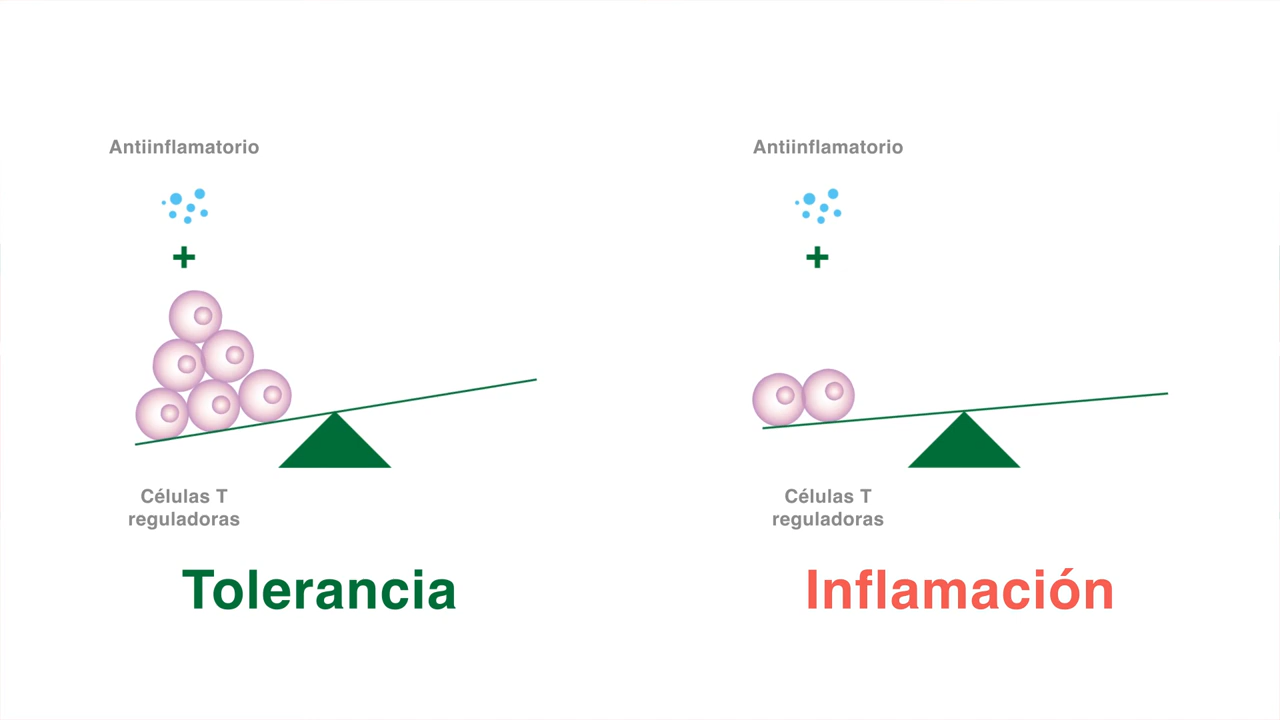 Antiinflamatorio
+
Células T
reguladoras
Tolerancia
Antiinflamatorio
+
Células T
reguladoras
Inflamación